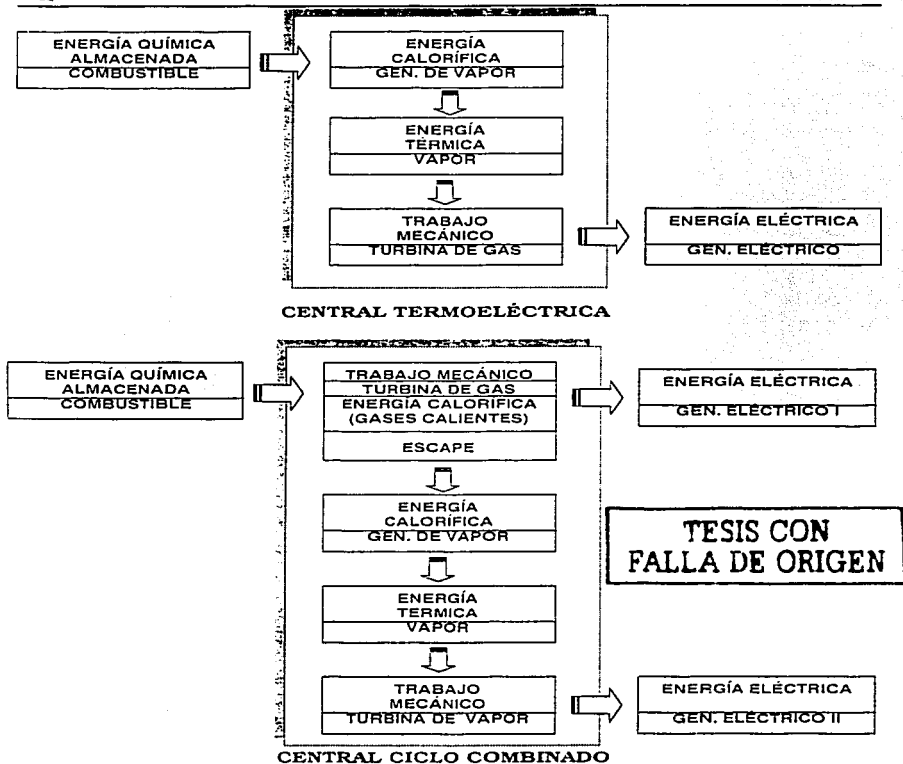 ENERGÍA QUÍMICA
ALMACENADA
COMBUSTIBLE
ENERGÍA
CALORÍFICA
GEN. DE VAPOR
ENERGÍA
TÉRMICA
VAPOR
TRABAJO
MECÁNICO
TURBINA DE GAS
ENERGÍA ELÉCTRICA
GEN. ELÉCTRICO
CENTRAL TERMOELÉCTRICA
ENERGÍA QUÍMICA
ALMACENADA
COMBUSTIBLE
TRABAJO MECÁNICO
TURBINA DE GAS
ENERGÍA CALORÍFICA
(GASES CALIENTES)
ESCAPE
ENERGÍA ELÉCTRICA
GEN. ELÉCTRICO I
ENERGÍA
CALORÍFICA
GEN. DE VAPOR
TESIS CON
FALLA DE ORIGEN
ENERGÍA
TERMICA
VAPOR
TRABAJO
MECÁNICO
TURBINA DE VAPOR
ENERGÍA ELÉCTRICA
GEN. ELÉCTRICO II
CENTRAL CICLO COMBINADO